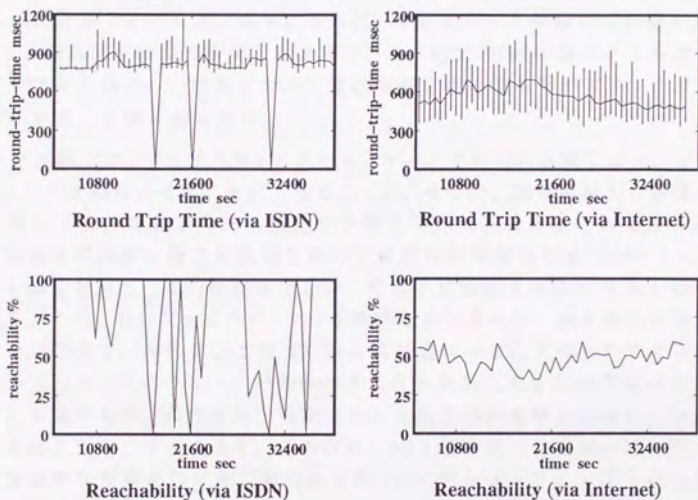 1200
900
600
300
0
round-trip-time msec
10800 21600 32400
time sec
Round Trip Time (via ISDN)
1200
900
600
300
0
round-trip-time msec
10800 21600 32400
time sec
Round Trip Time (via Internet)
100
75
50
25
0
reachability %
10800 21600 32400
time sec
Reachability (via ISDN)
100
75
50
25
0
reachability %
10800 21600 32400
time sec
Reachability (via Internet)